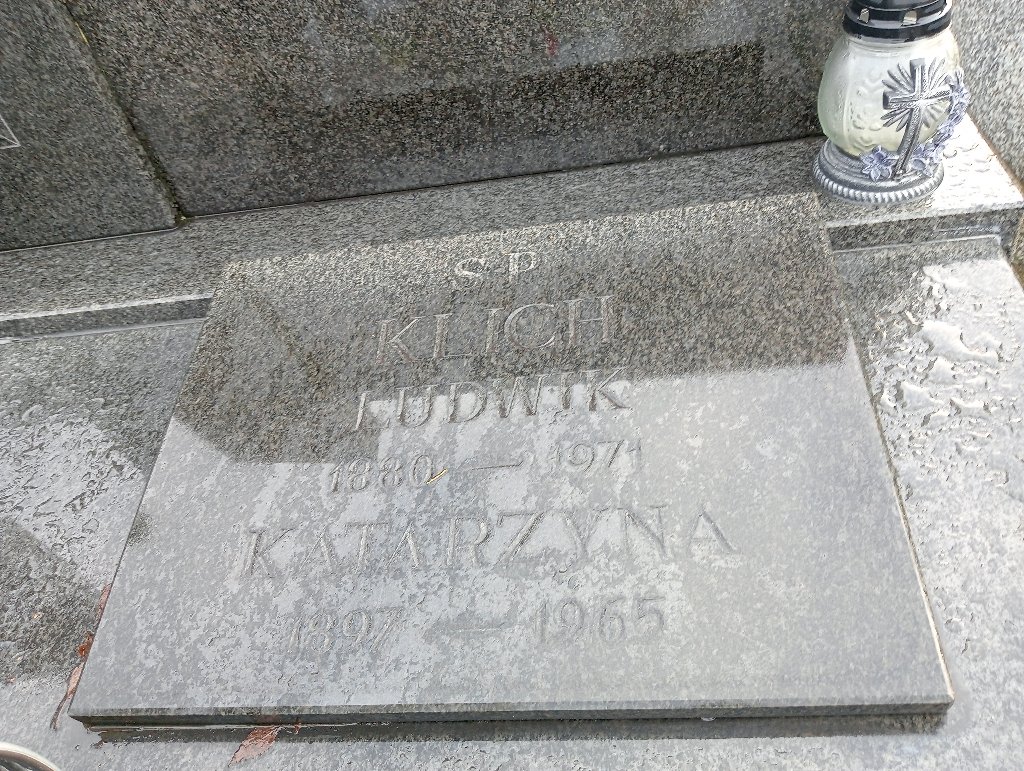 Ś.P.
KLICH
LUDWIK
1880 — 1971
KATARZYNA
1897 — 1965